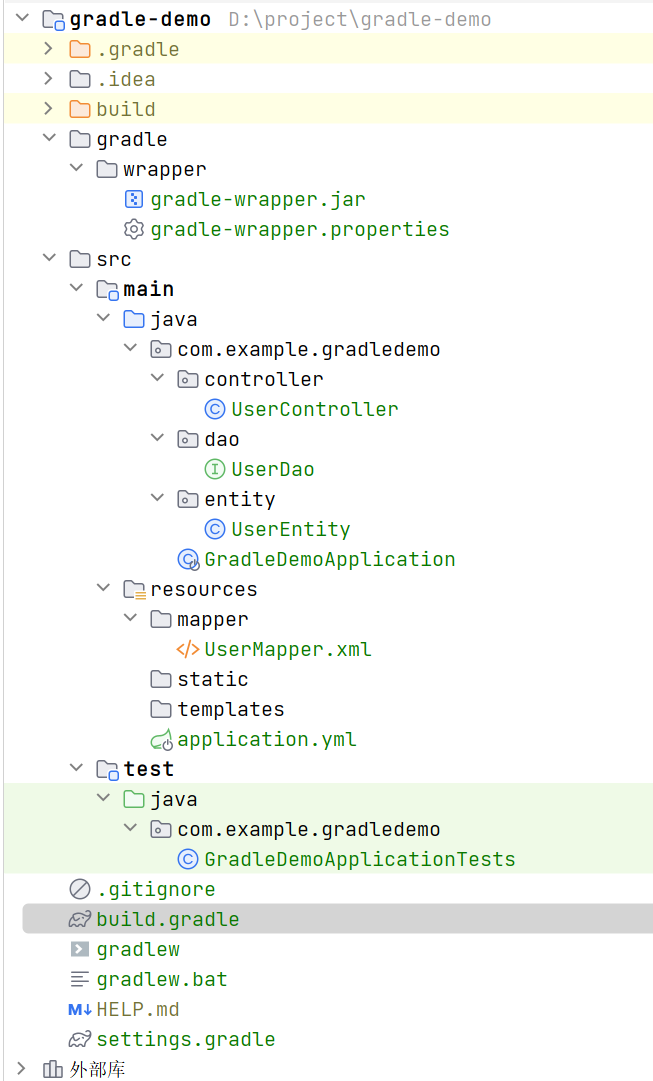 gradle-demo D:\project\gradle-demo
.gradle
.idea
build
gradle
wrapper
gradle-wrapper.jar
gradle-wrapper.properties
src
main
java
com.example.gradledemo
controller
C UserController
dao
I UserDao
entity
C UserEntity
C GradleDemoApplication
resources
mapper
</> UserMapper.xml
static
templates
application.yml
test
java
com.example.gradledemo
C GradleDemoApplicationTests
.gitignore
build.gradle
gradlew
gradlew.bat
M↓ HELP.md
settings.gradle
外部库